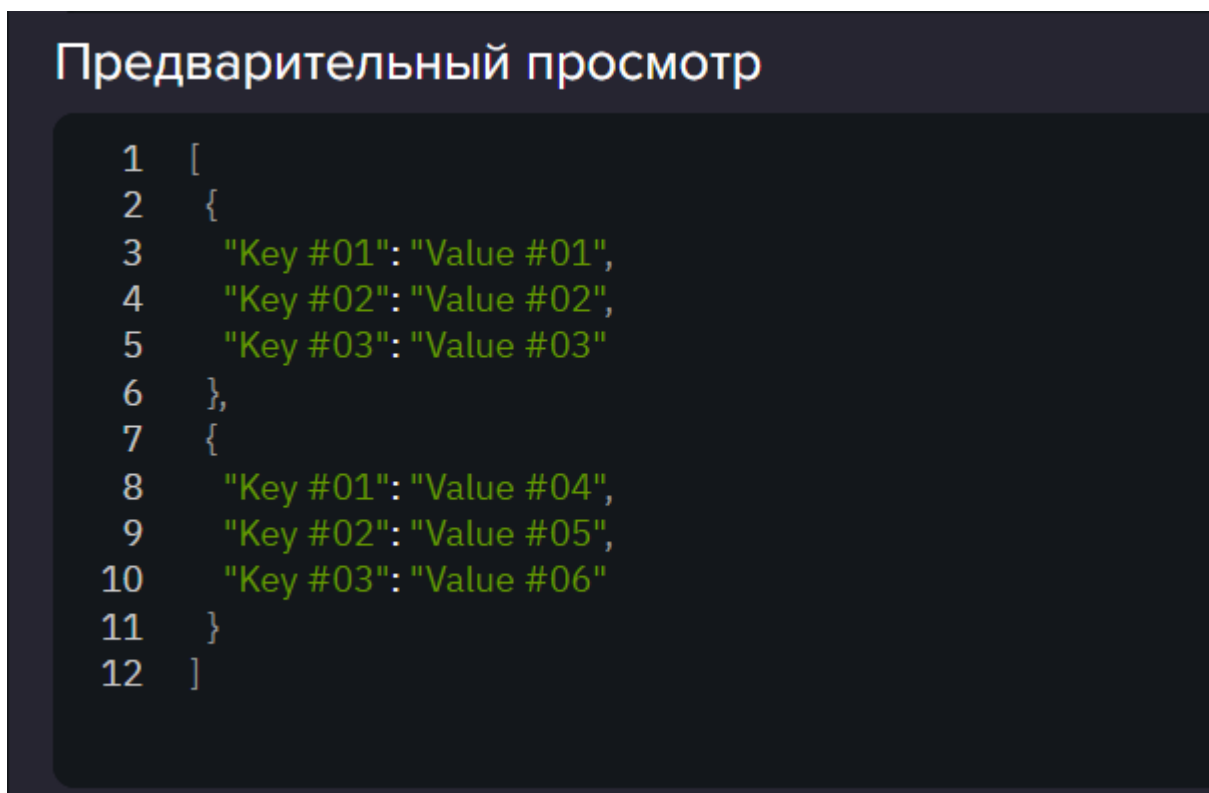 Предварительный просмотр
1 [
2 {
3 "Key #01": "Value #01",
4 "Key #02": "Value #02",
5 "Key #03": "Value #03"
6 },
7 {
8 "Key #01": "Value #04",
9 "Key #02": "Value #05",
10 "Key #03": "Value #06"
11 }
12 ]